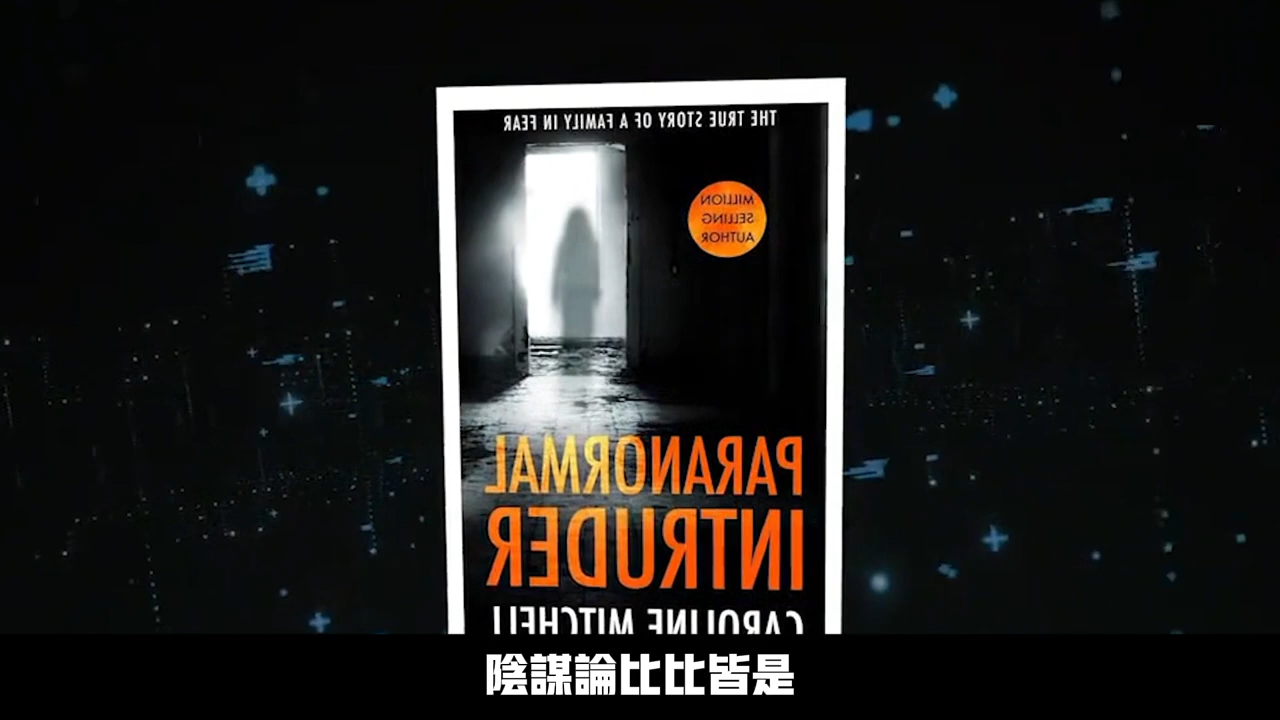 THE TRUE STORY OF A FAMILY IN FEAR
MILLION
SELLING
AUTHOR
PARANORMAL
INTRUDER
CAROLINE MITCHELL
陰謀論比比皆是